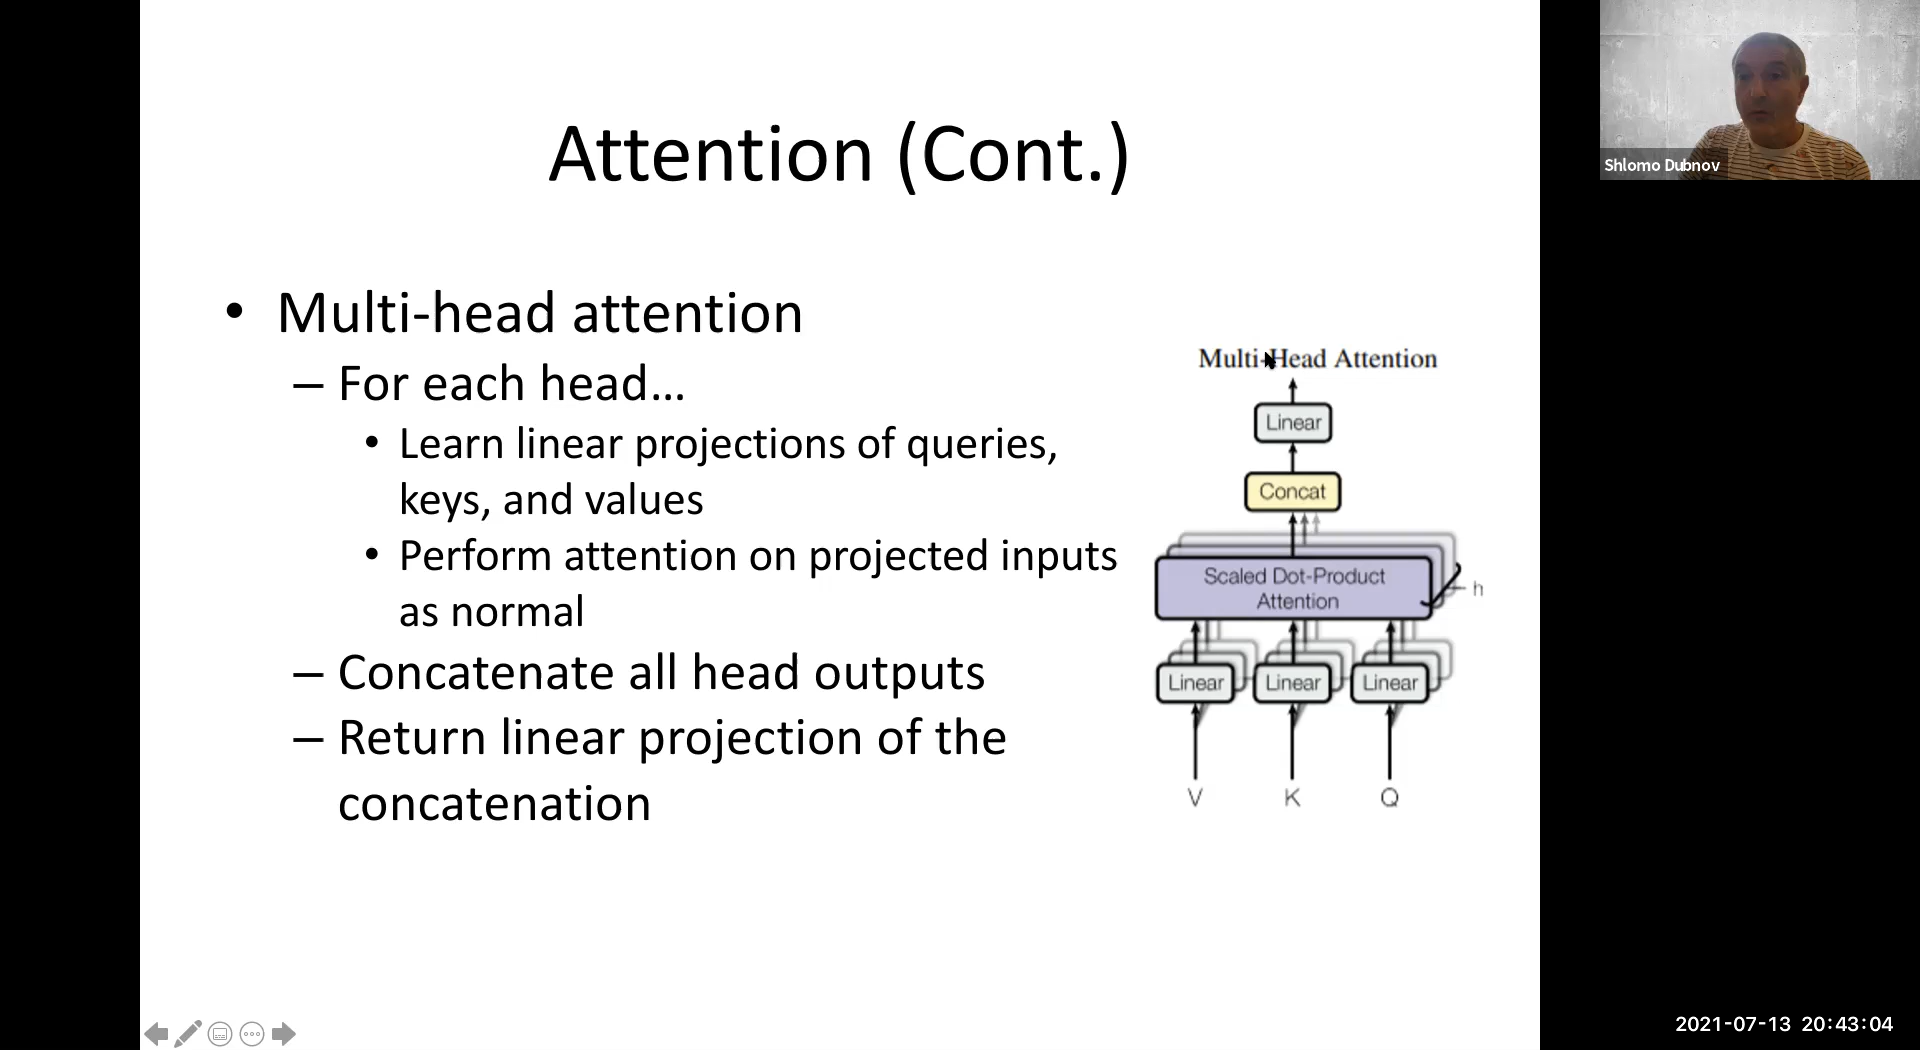 Attention (Cont.)
• Multi-head attention
– For each head…
• Learn linear projections of queries,
keys, and values
• Perform attention on projected inputs
as normal
– Concatenate all head outputs
– Return linear projection of the
concatenation
Multi-Head Attention
Linear
Concat
Scaled Dot-Product
Attention
h
Linear Linear Linear
V K Q
Shlomo Dubnov
2021-07-13 20:43:04